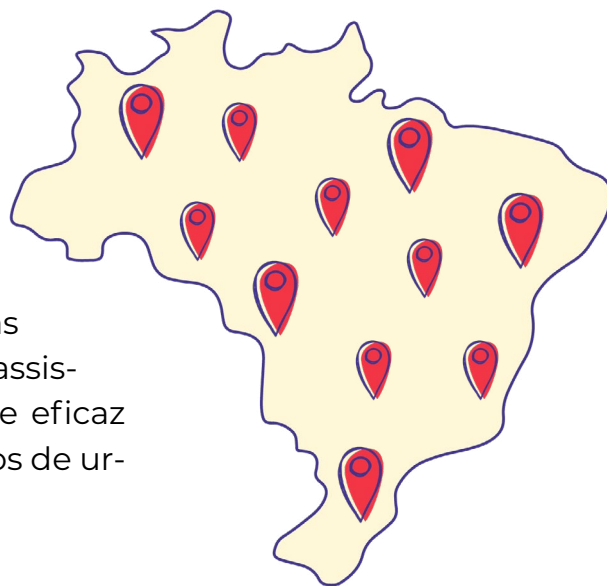 assis-
e eficaz
os de ur-